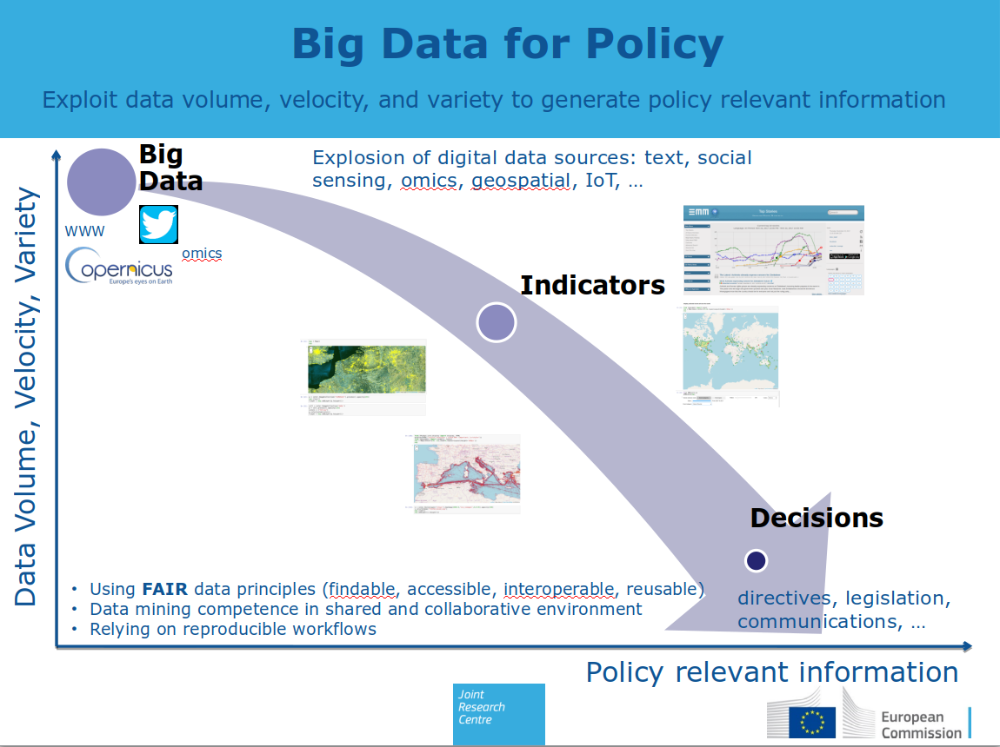 Big Data for Policy
Exploit data volume, velocity, and variety to generate policy relevant information
Big
Data
Explosion of digital data sources: text, social
sensing, omics, geospatial, IoT, ...
WWW
omics
opernicus
Europe's eyes on Earth
Data Volume, Velocity, Variety
EMM
Top Stories
Indicators
Decisions
• Using FAIR data principles (findable, accessible, interoperable, reusable)
• Data mining competence in shared and collaborative environment
• Relying on reproducible workflows
directives, legislation,
communications, ...
Policy relevant information
Joint
Research
Centre
European
Commission